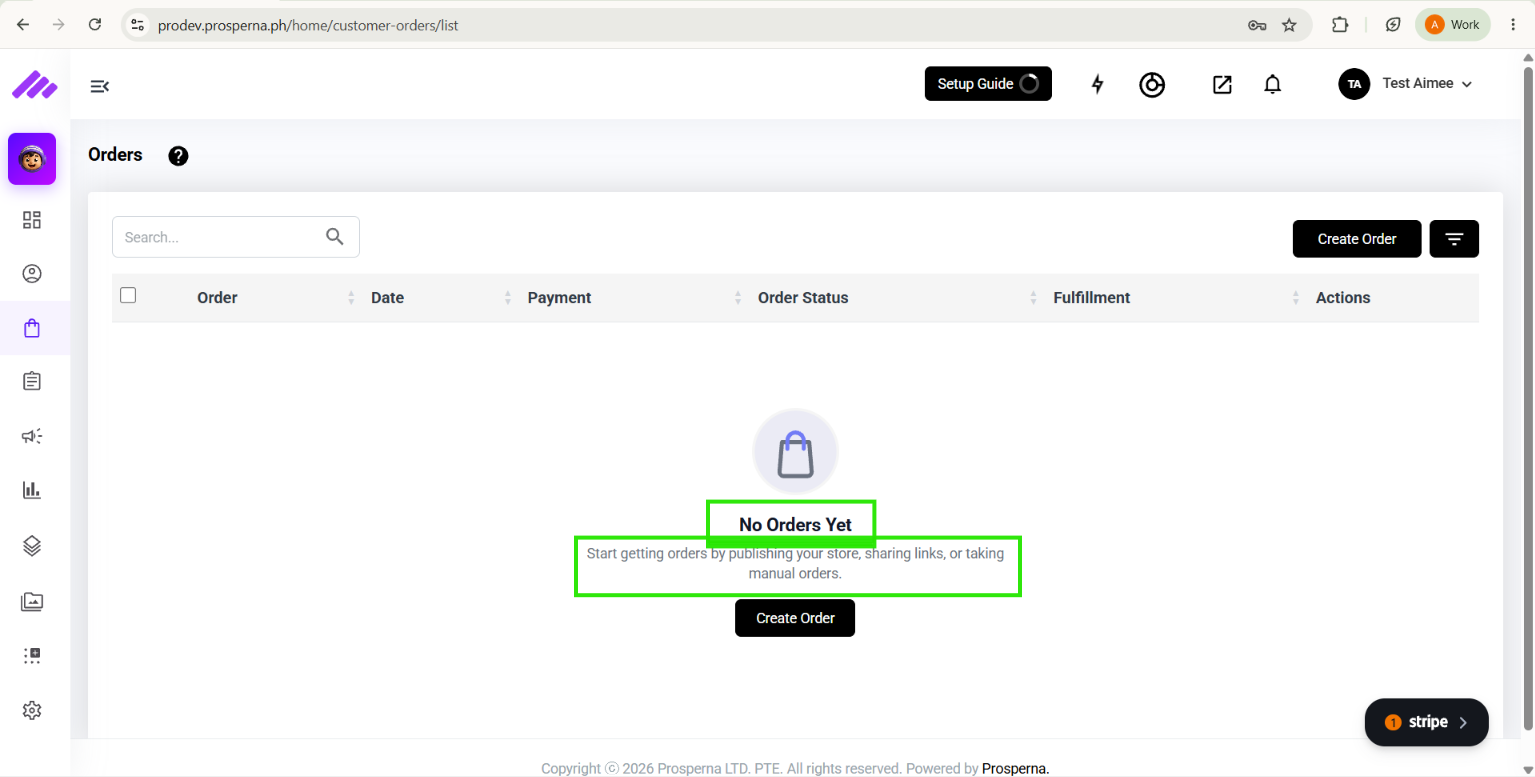 prodev.prosperna.ph/home/customer-orders/list
A
Work
Setup Guide
TA
Test Aimee
Orders
?
Search...
Create Order
Order
Date
Payment
Order Status
Fulfillment
Actions
No Orders Yet
Start getting orders by publishing your store, sharing links, or taking
manual orders.
Create Order
1 stripe
Copyright © 2026 Prosperna LTD. PTE. All rights reserved. Powered by Prosperna.